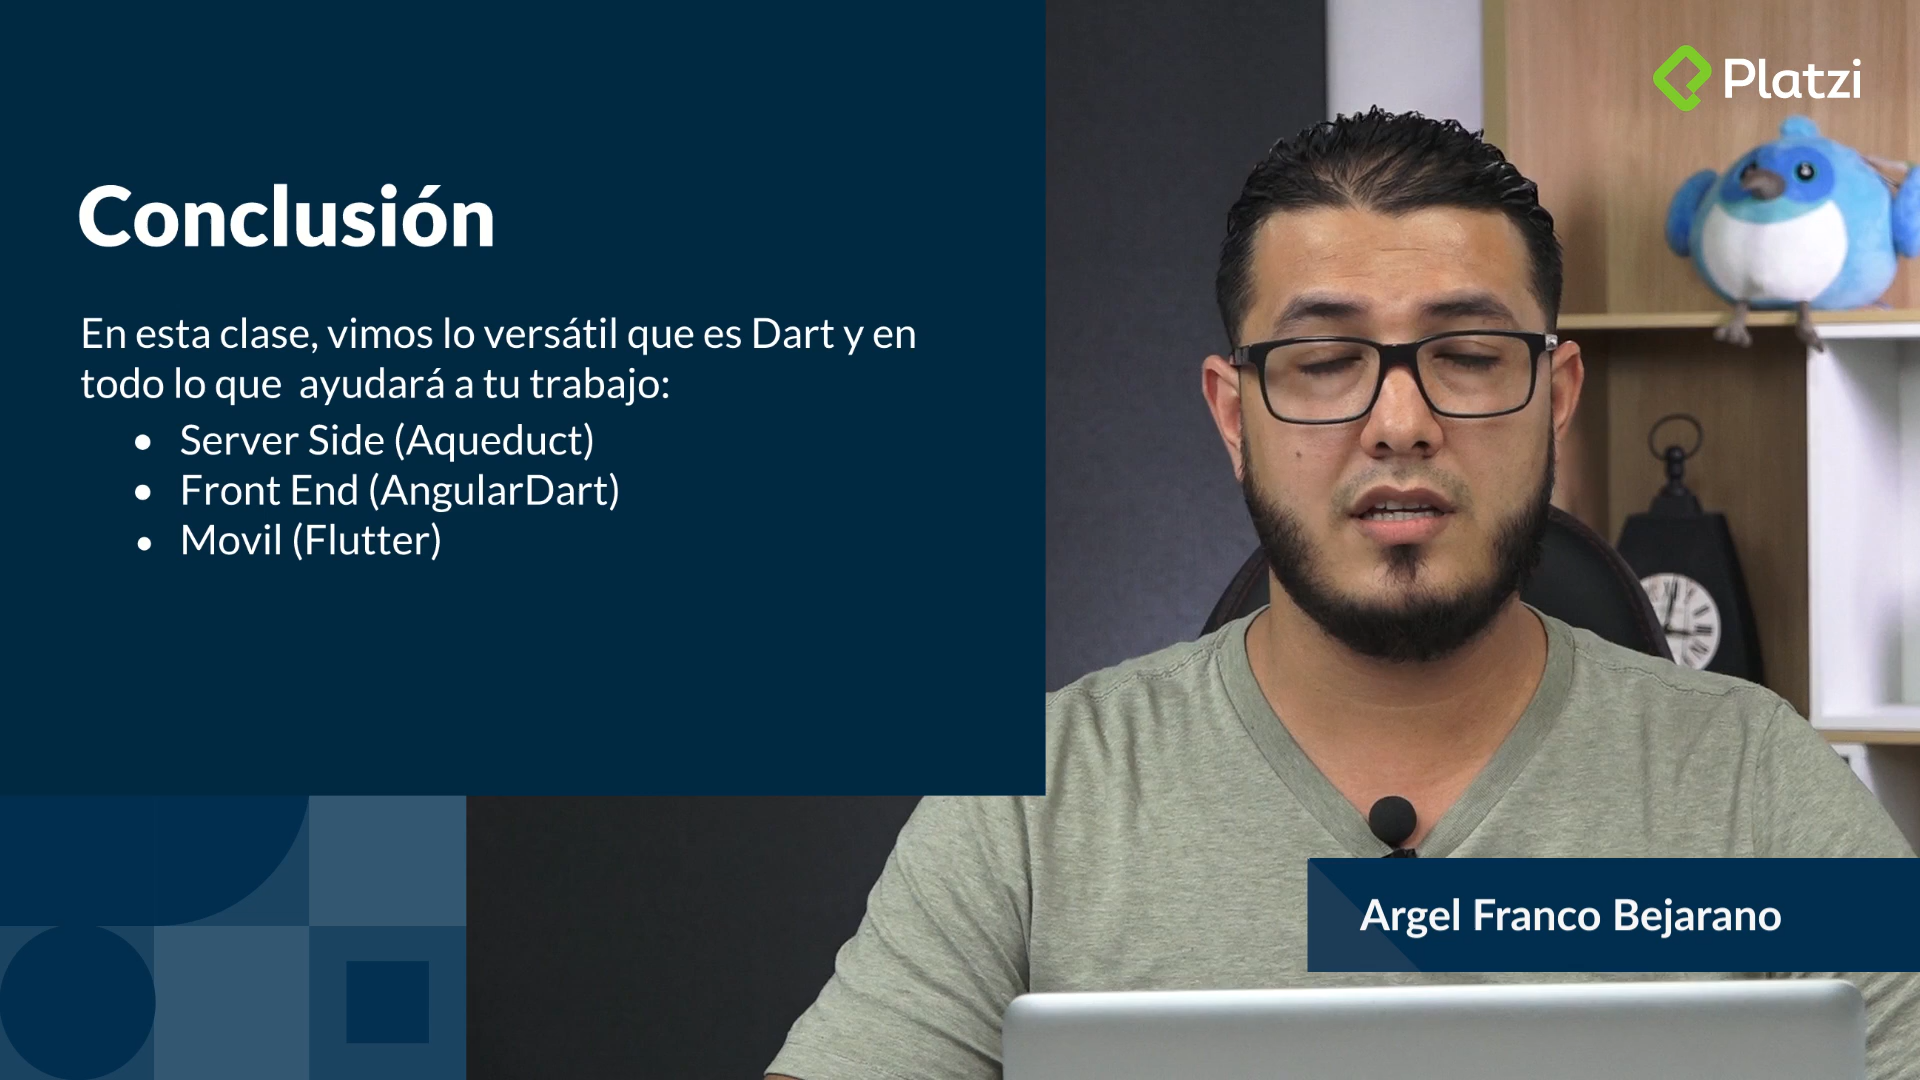 Platzi
Conclusión
En esta clase, vimos lo versátil que es Dart y en
todo lo que ayudará a tu trabajo:
• Server Side (Aqueduct)
• Front End (AngularDart)
• Movil (Flutter)
Argel Franco Bejarano